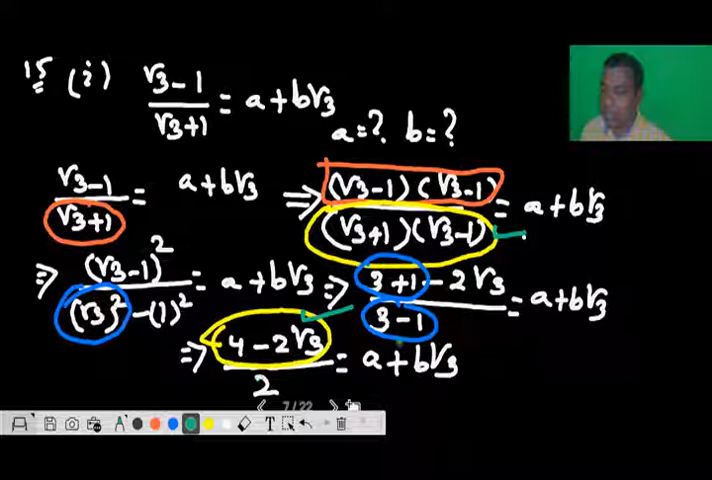 15 (i) √3-1/√3+1 = a+b√3
a=? b=?
√3-1/√3+1 = a+b√3 ⇒ (√3-1)(√3-1)/(√3+1)(√3-1) = a+b√3
⇒ (√3-1)²/(√3)²-(1)² = a+b√3 ⇒ 3+1-2√3/3-1 = a+b√3
⇒ 4-2√3/2 = a+b√3
7/22